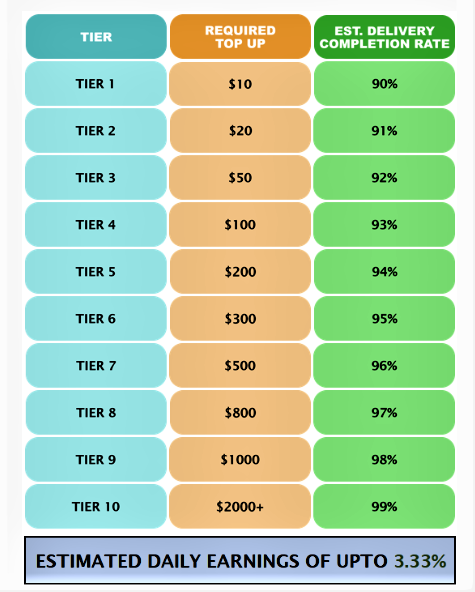 TIER REQUIRED TOP UP EST. DELIVERY COMPLETION RATE
TIER 1 $10 90%
TIER 2 $20 91%
TIER 3 $50 92%
TIER 4 $100 93%
TIER 5 $200 94%
TIER 6 $300 95%
TIER 7 $500 96%
TIER 8 $800 97%
TIER 9 $1000 98%
TIER 10 $2000+ 99%
ESTIMATED DAILY EARNINGS OF UPTO 3.33%